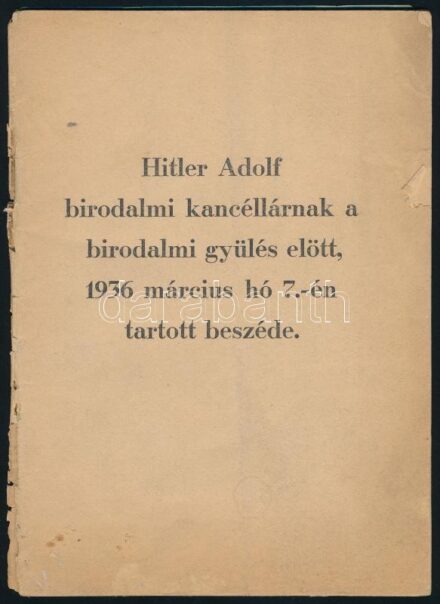 Hitler Adolf
birodalmi kancéllárnak a
birodalmi gyülés elött,
1936 március hó 7.-én
darabanth
tartott beszéde.